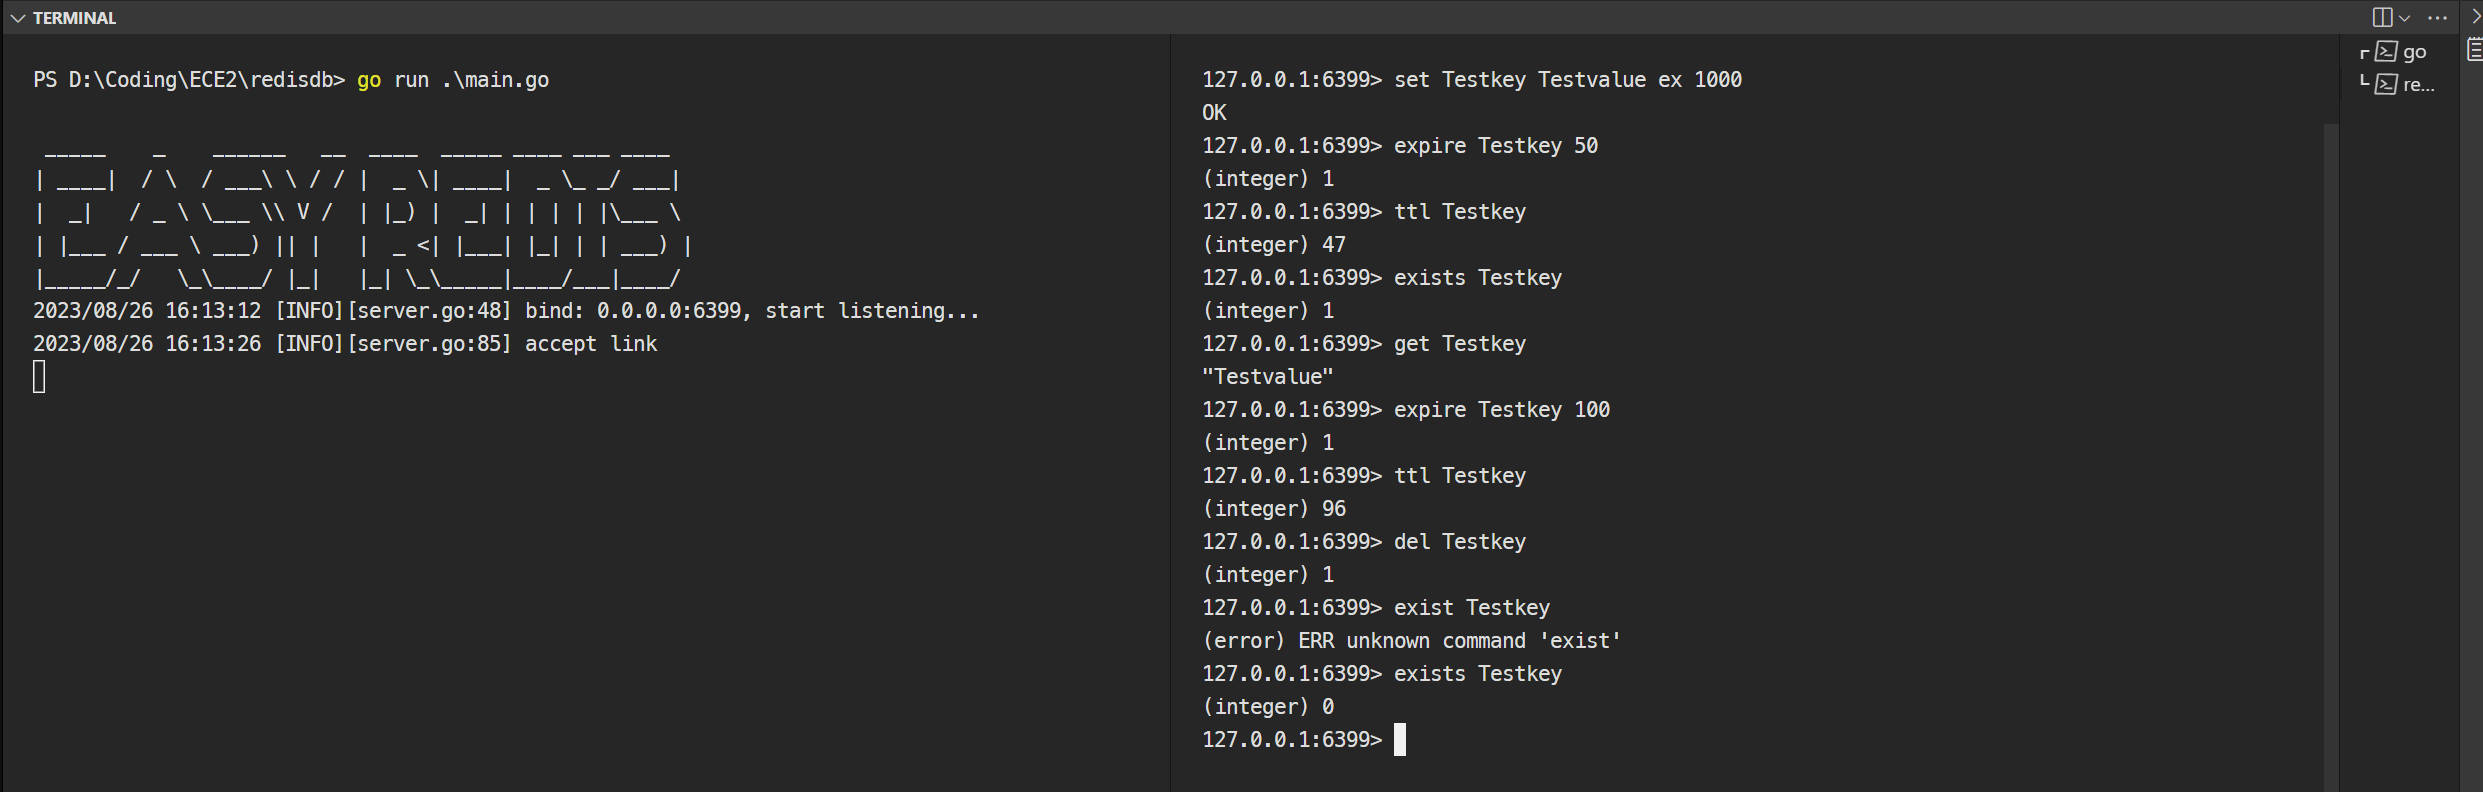 TERMINAL
PS D:\Coding\ECE2\redisdb> go run .\main.go
 _____    _    ______   __  ____  _____ ____ ___ ____
| ____|  / \  / ___\ \ / / |  _ \| ____|  _ \_ _/ ___|
|  _|   / _ \ \___ \\ V /  | |_) |  _| | | | | |\___ \
| |___ / ___ \ ___) || |   |  _ <| |___| |_| | | ___) |
|_____/_/   \_\____/ |_|   |_| \_\_____|____/___|____/
2023/08/26 16:13:12 [INFO][server.go:48] bind: 0.0.0.0:6399, start listening...
2023/08/26 16:13:26 [INFO][server.go:85] accept link
127.0.0.1:6399> set Testkey Testvalue ex 1000
OK
127.0.0.1:6399> expire Testkey 50
(integer) 1
127.0.0.1:6399> ttl Testkey
(integer) 47
127.0.0.1:6399> exists Testkey
(integer) 1
127.0.0.1:6399> get Testkey
"Testvalue"
127.0.0.1:6399> expire Testkey 100
(integer) 1
127.0.0.1:6399> ttl Testkey
(integer) 96
127.0.0.1:6399> del Testkey
(integer) 1
127.0.0.1:6399> exist Testkey
(error) ERR unknown command 'exist'
127.0.0.1:6399> exists Testkey
(integer) 0
127.0.0.1:6399>
go
re...